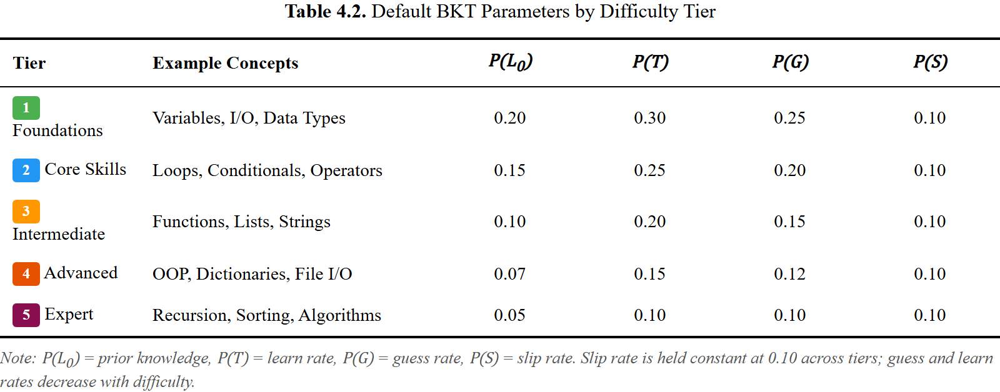 Table 4.2. Default BKT Parameters by Difficulty Tier
Tier Example Concepts P(L0) P(T) P(G) P(S)
1 Foundations Variables, I/O, Data Types 0.20 0.30 0.25 0.10
2 Core Skills Loops, Conditionals, Operators 0.15 0.25 0.20 0.10
3 Intermediate Functions, Lists, Strings 0.10 0.20 0.15 0.10
4 Advanced OOP, Dictionaries, File I/O 0.07 0.15 0.12 0.10
5 Expert Recursion, Sorting, Algorithms 0.05 0.10 0.10 0.10
Note: P(L0) = prior knowledge, P(T) = learn rate, P(G) = guess rate, P(S) = slip rate. Slip rate is held constant at 0.10 across tiers; guess and learn
rates decrease with difficulty.